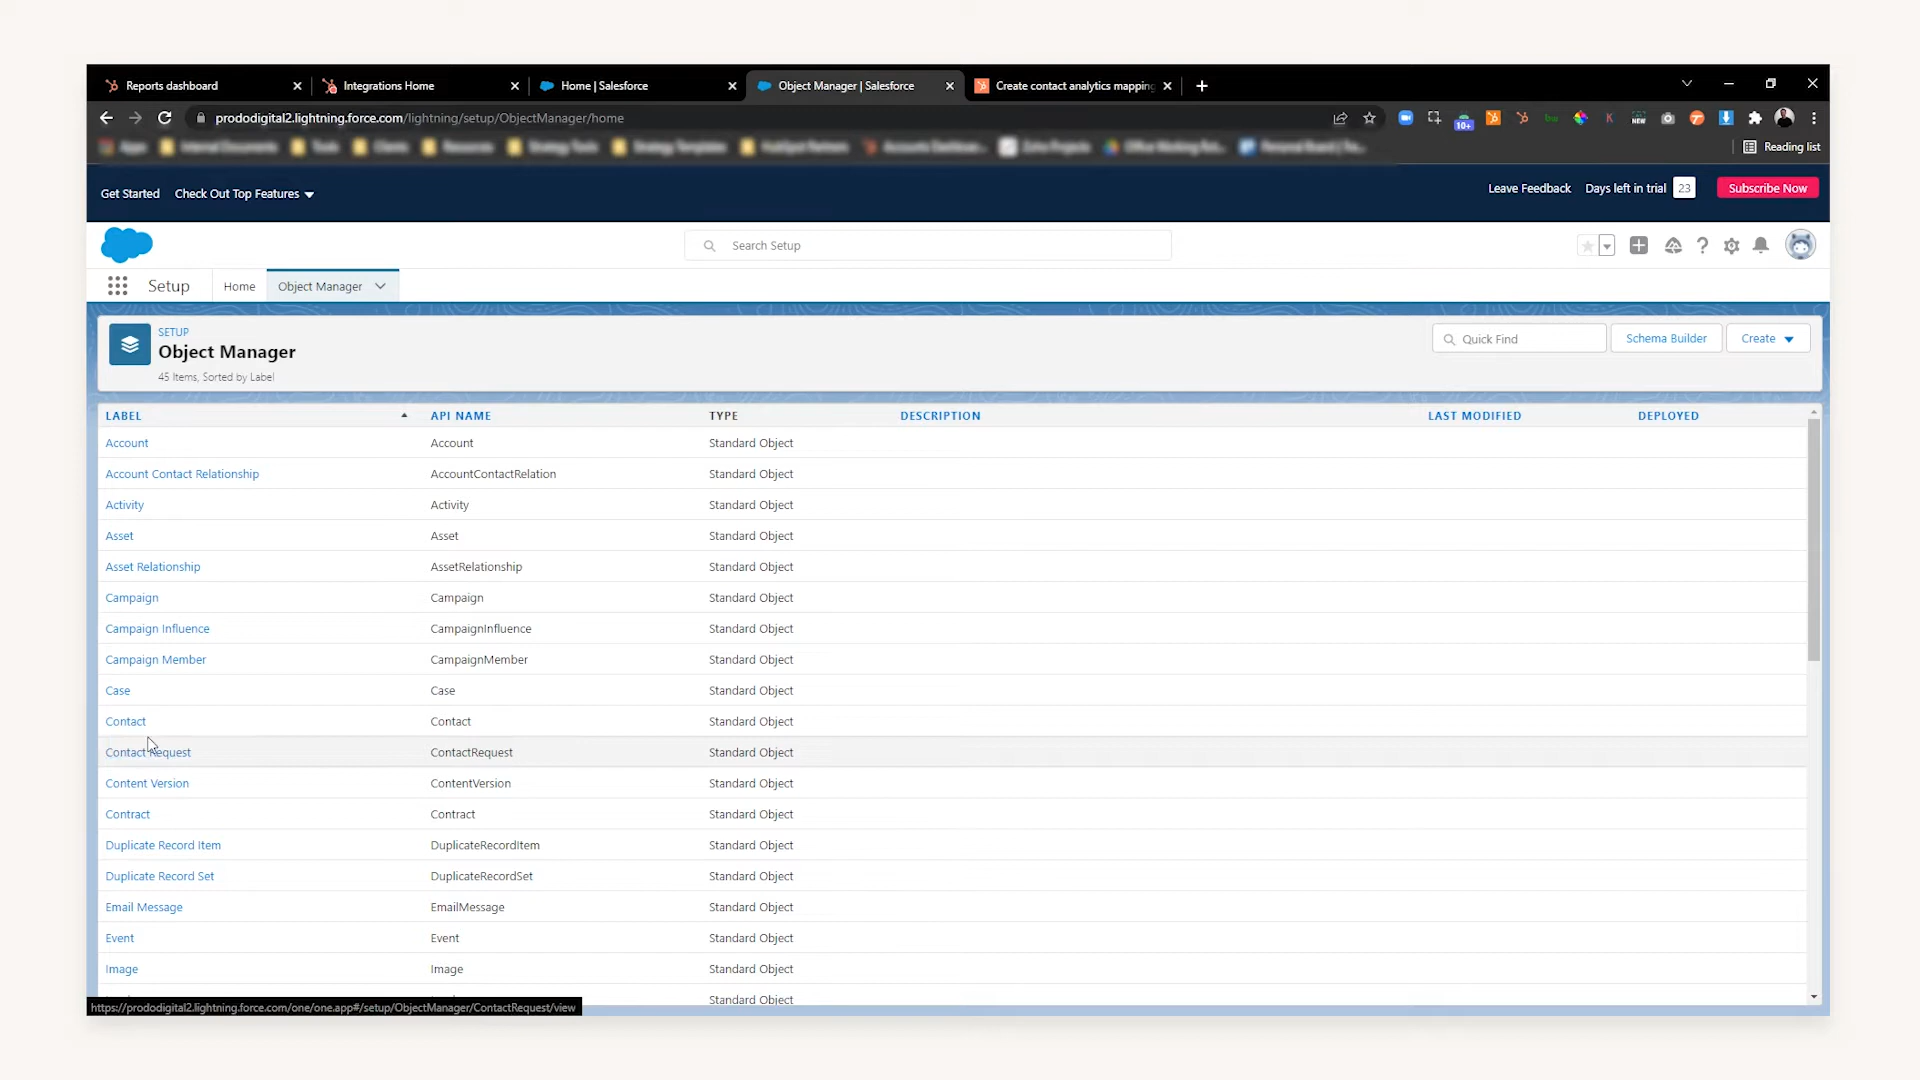 Reports dashboard
Integrations Home
Home | Salesforce
Object Manager | Salesforce
Create contact analytics mapping
prododigital2.lightning.force.com/lightning/setup/ObjectManager/home
10+
NEW
Reading list
Get Started
Check Out Top Features
Leave Feedback
Days left in trial
23
Subscribe Now
Search Setup
Setup
Home
Object Manager
SETUP
Object Manager
45 Items, Sorted by Label
Quick Find
Schema Builder
Create
LABEL API NAME TYPE DESCRIPTION LAST MODIFIED DEPLOYED
Account Account Standard Object
Account Contact Relationship AccountContactRelation Standard Object
Activity Activity Standard Object
Asset Asset Standard Object
Asset Relationship AssetRelationship Standard Object
Campaign Campaign Standard Object
Campaign Influence CampaignInfluence Standard Object
Campaign Member CampaignMember Standard Object
Case Case Standard Object
Contact Contact Standard Object
Contact Request ContactRequest Standard Object
Content Version ContentVersion Standard Object
Contract Contract Standard Object
Duplicate Record Item DuplicateRecordItem Standard Object
Duplicate Record Set DuplicateRecordSet Standard Object
Email Message EmailMessage Standard Object
Event Event Standard Object
Image Image Standard Object
Standard Object
https://prododigital2.lightning.force.com/one/one.app#/setup/ObjectManager/ContactRequest/view